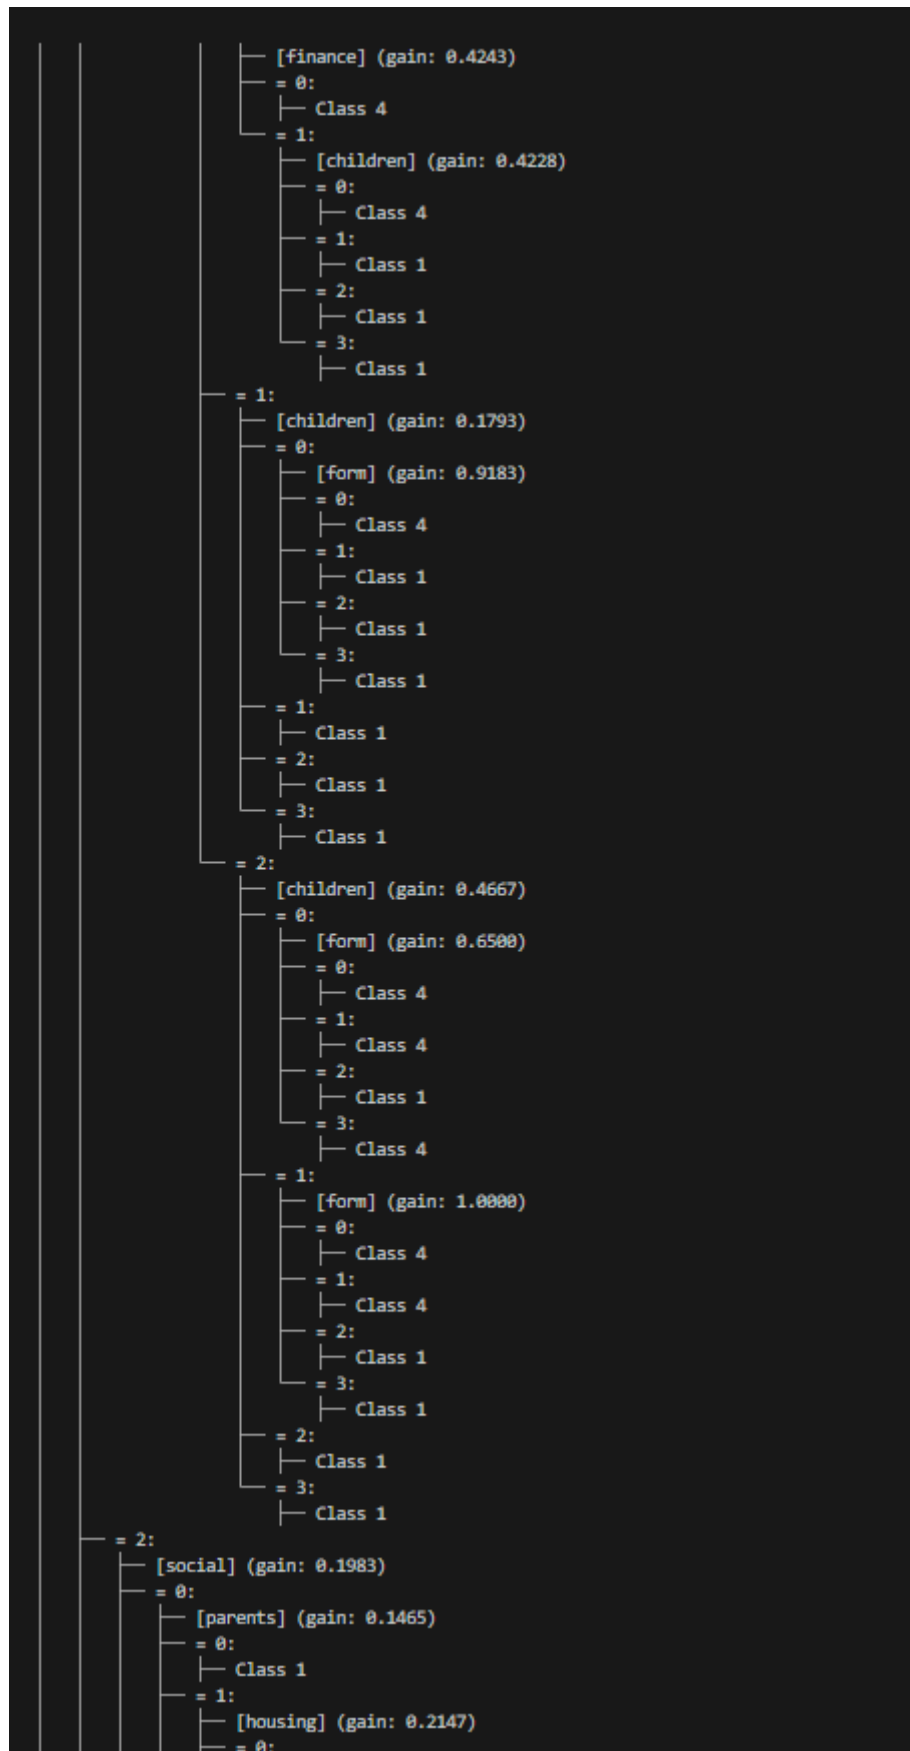 [finance] (gain: 0.4243)
= 0:
Class 4
= 1:
[children] (gain: 0.4228)
= 0:
Class 4
= 1:
Class 1
= 2:
Class 1
= 3:
Class 1
= 1:
[children] (gain: 0.1793)
= 0:
[form] (gain: 0.9183)
= 0:
Class 4
= 1:
Class 1
= 2:
Class 1
= 3:
Class 1
= 1:
Class 1
= 2:
Class 1
= 3:
Class 1
= 2:
[children] (gain: 0.4667)
= 0:
[form] (gain: 0.6500)
= 0:
Class 4
= 1:
Class 4
= 2:
Class 1
= 3:
Class 4
= 1:
[form] (gain: 1.0000)
= 0:
Class 4
= 1:
Class 4
= 2:
Class 1
= 3:
Class 1
= 2:
Class 1
= 3:
Class 1
= 2:
[social] (gain: 0.1983)
= 0:
[parents] (gain: 0.1465)
= 0:
Class 1
= 1:
[housing] (gain: 0.2147)
= 0: